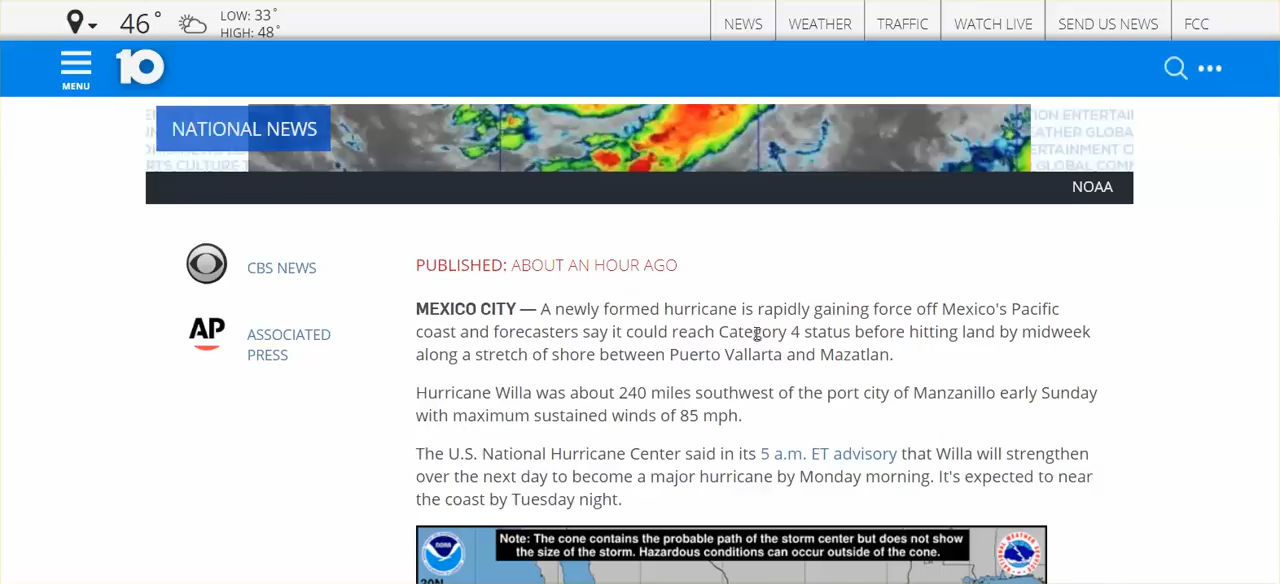 46° LOW: 33° HIGH: 48°
NEWS WEATHER TRAFFIC WATCH LIVE SEND US NEWS FCC
MENU 10
NATIONAL NEWS
NOAA
CBS NEWS
AP ASSOCIATED PRESS
PUBLISHED: ABOUT AN HOUR AGO
MEXICO CITY — A newly formed hurricane is rapidly gaining force off Mexico's Pacific
coast and forecasters say it could reach Category 4 status before hitting land by midweek
along a stretch of shore between Puerto Vallarta and Mazatlan.
Hurricane Willa was about 240 miles southwest of the port city of Manzanillo early Sunday
with maximum sustained winds of 85 mph.
The U.S. National Hurricane Center said in its 5 a.m. ET advisory that Willa will strengthen
over the next day to become a major hurricane by Monday morning. It's expected to near
the coast by Tuesday night.
Note: The cone contains the probable path of the storm center but does not show
the size of the storm. Hazardous conditions can occur outside of the cone.
NOAA
30N